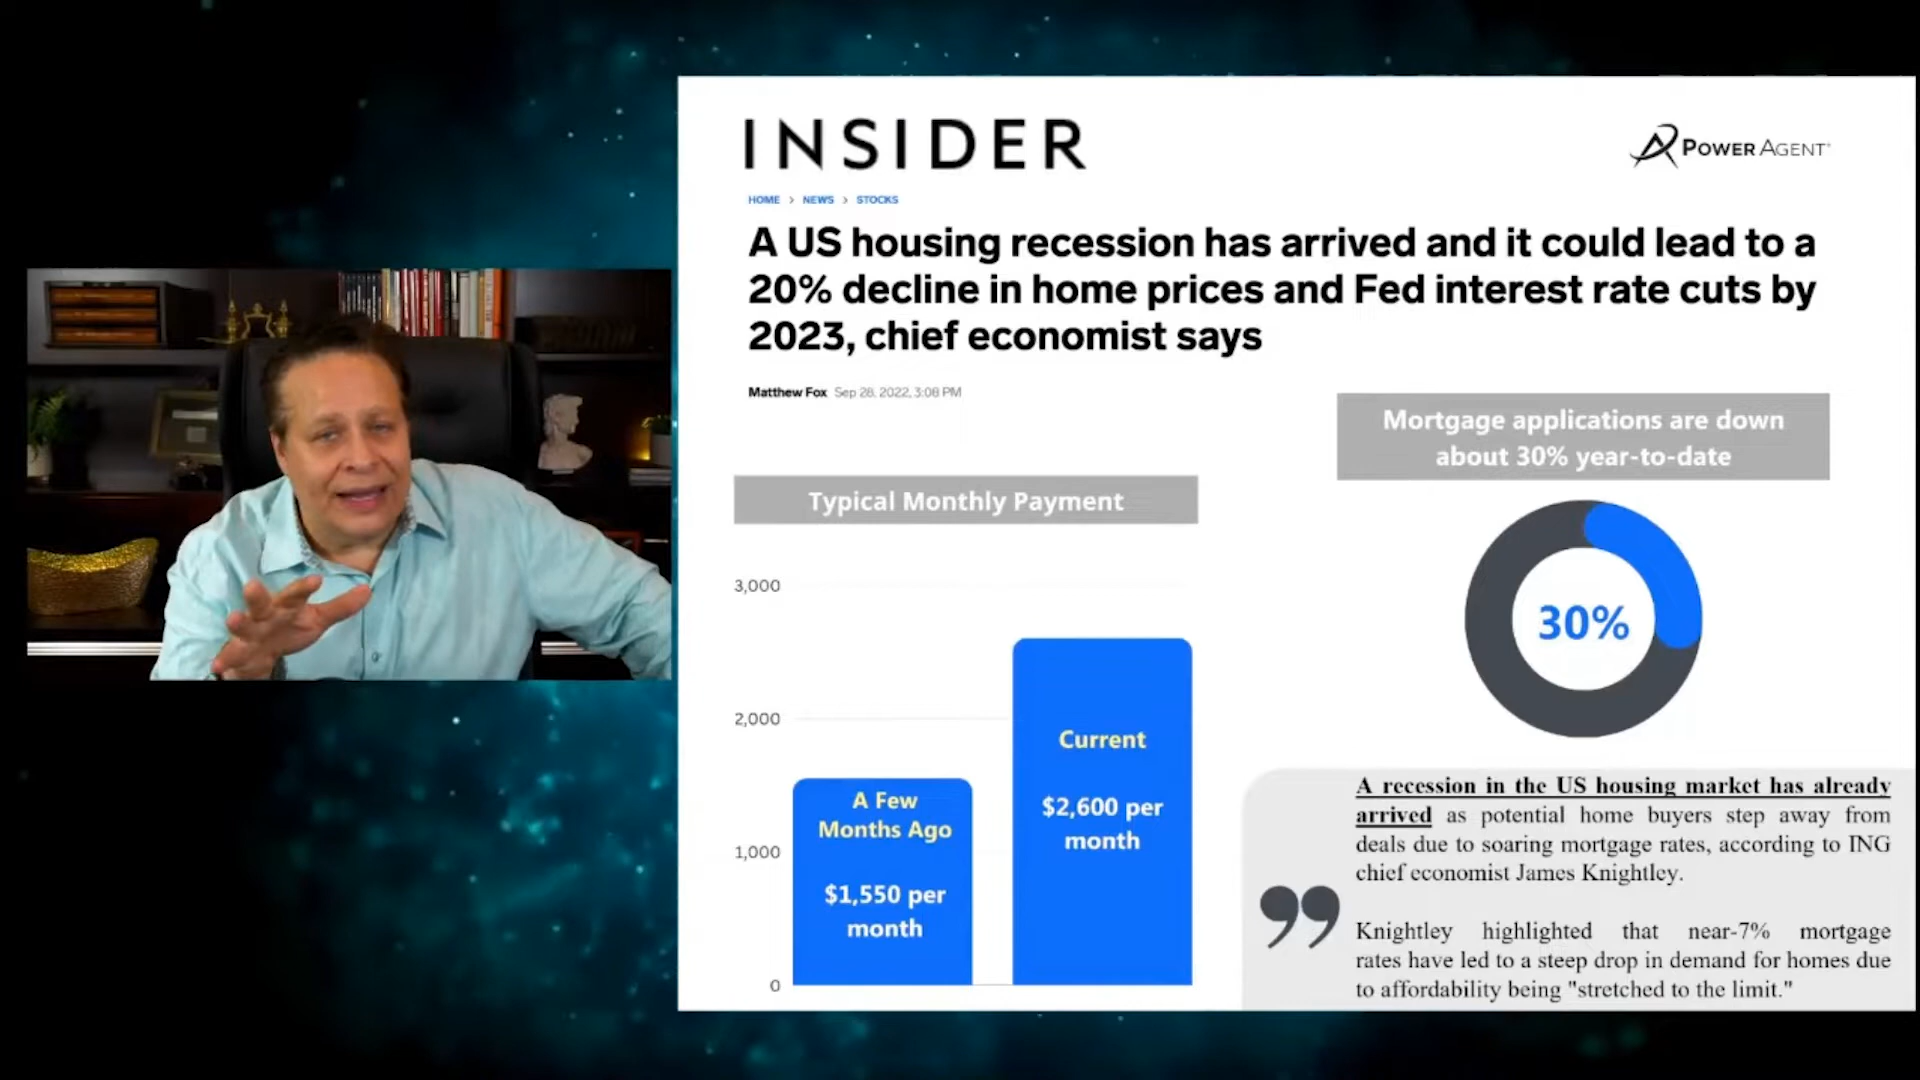 INSIDER
POWERAGENT
HOME > NEWS > STOCKS
A US housing recession has arrived and it could lead to a
20% decline in home prices and Fed interest rate cuts by
2023, chief economist says
Matthew Fox Sep 28, 2022, 3:08 PM
Typical Monthly Payment
3,000
2,000
1,000
0
A Few
Months Ago
$1,550 per
month
Current
$2,600 per
month
Mortgage applications are down
about 30% year-to-date
30%
A recession in the US housing market has already
arrived as potential home buyers step away from
deals due to soaring mortgage rates, according to ING
chief economist James Knightley.
Knightley highlighted that near-7% mortgage
rates have led to a steep drop in demand for homes due
to affordability being "stretched to the limit."